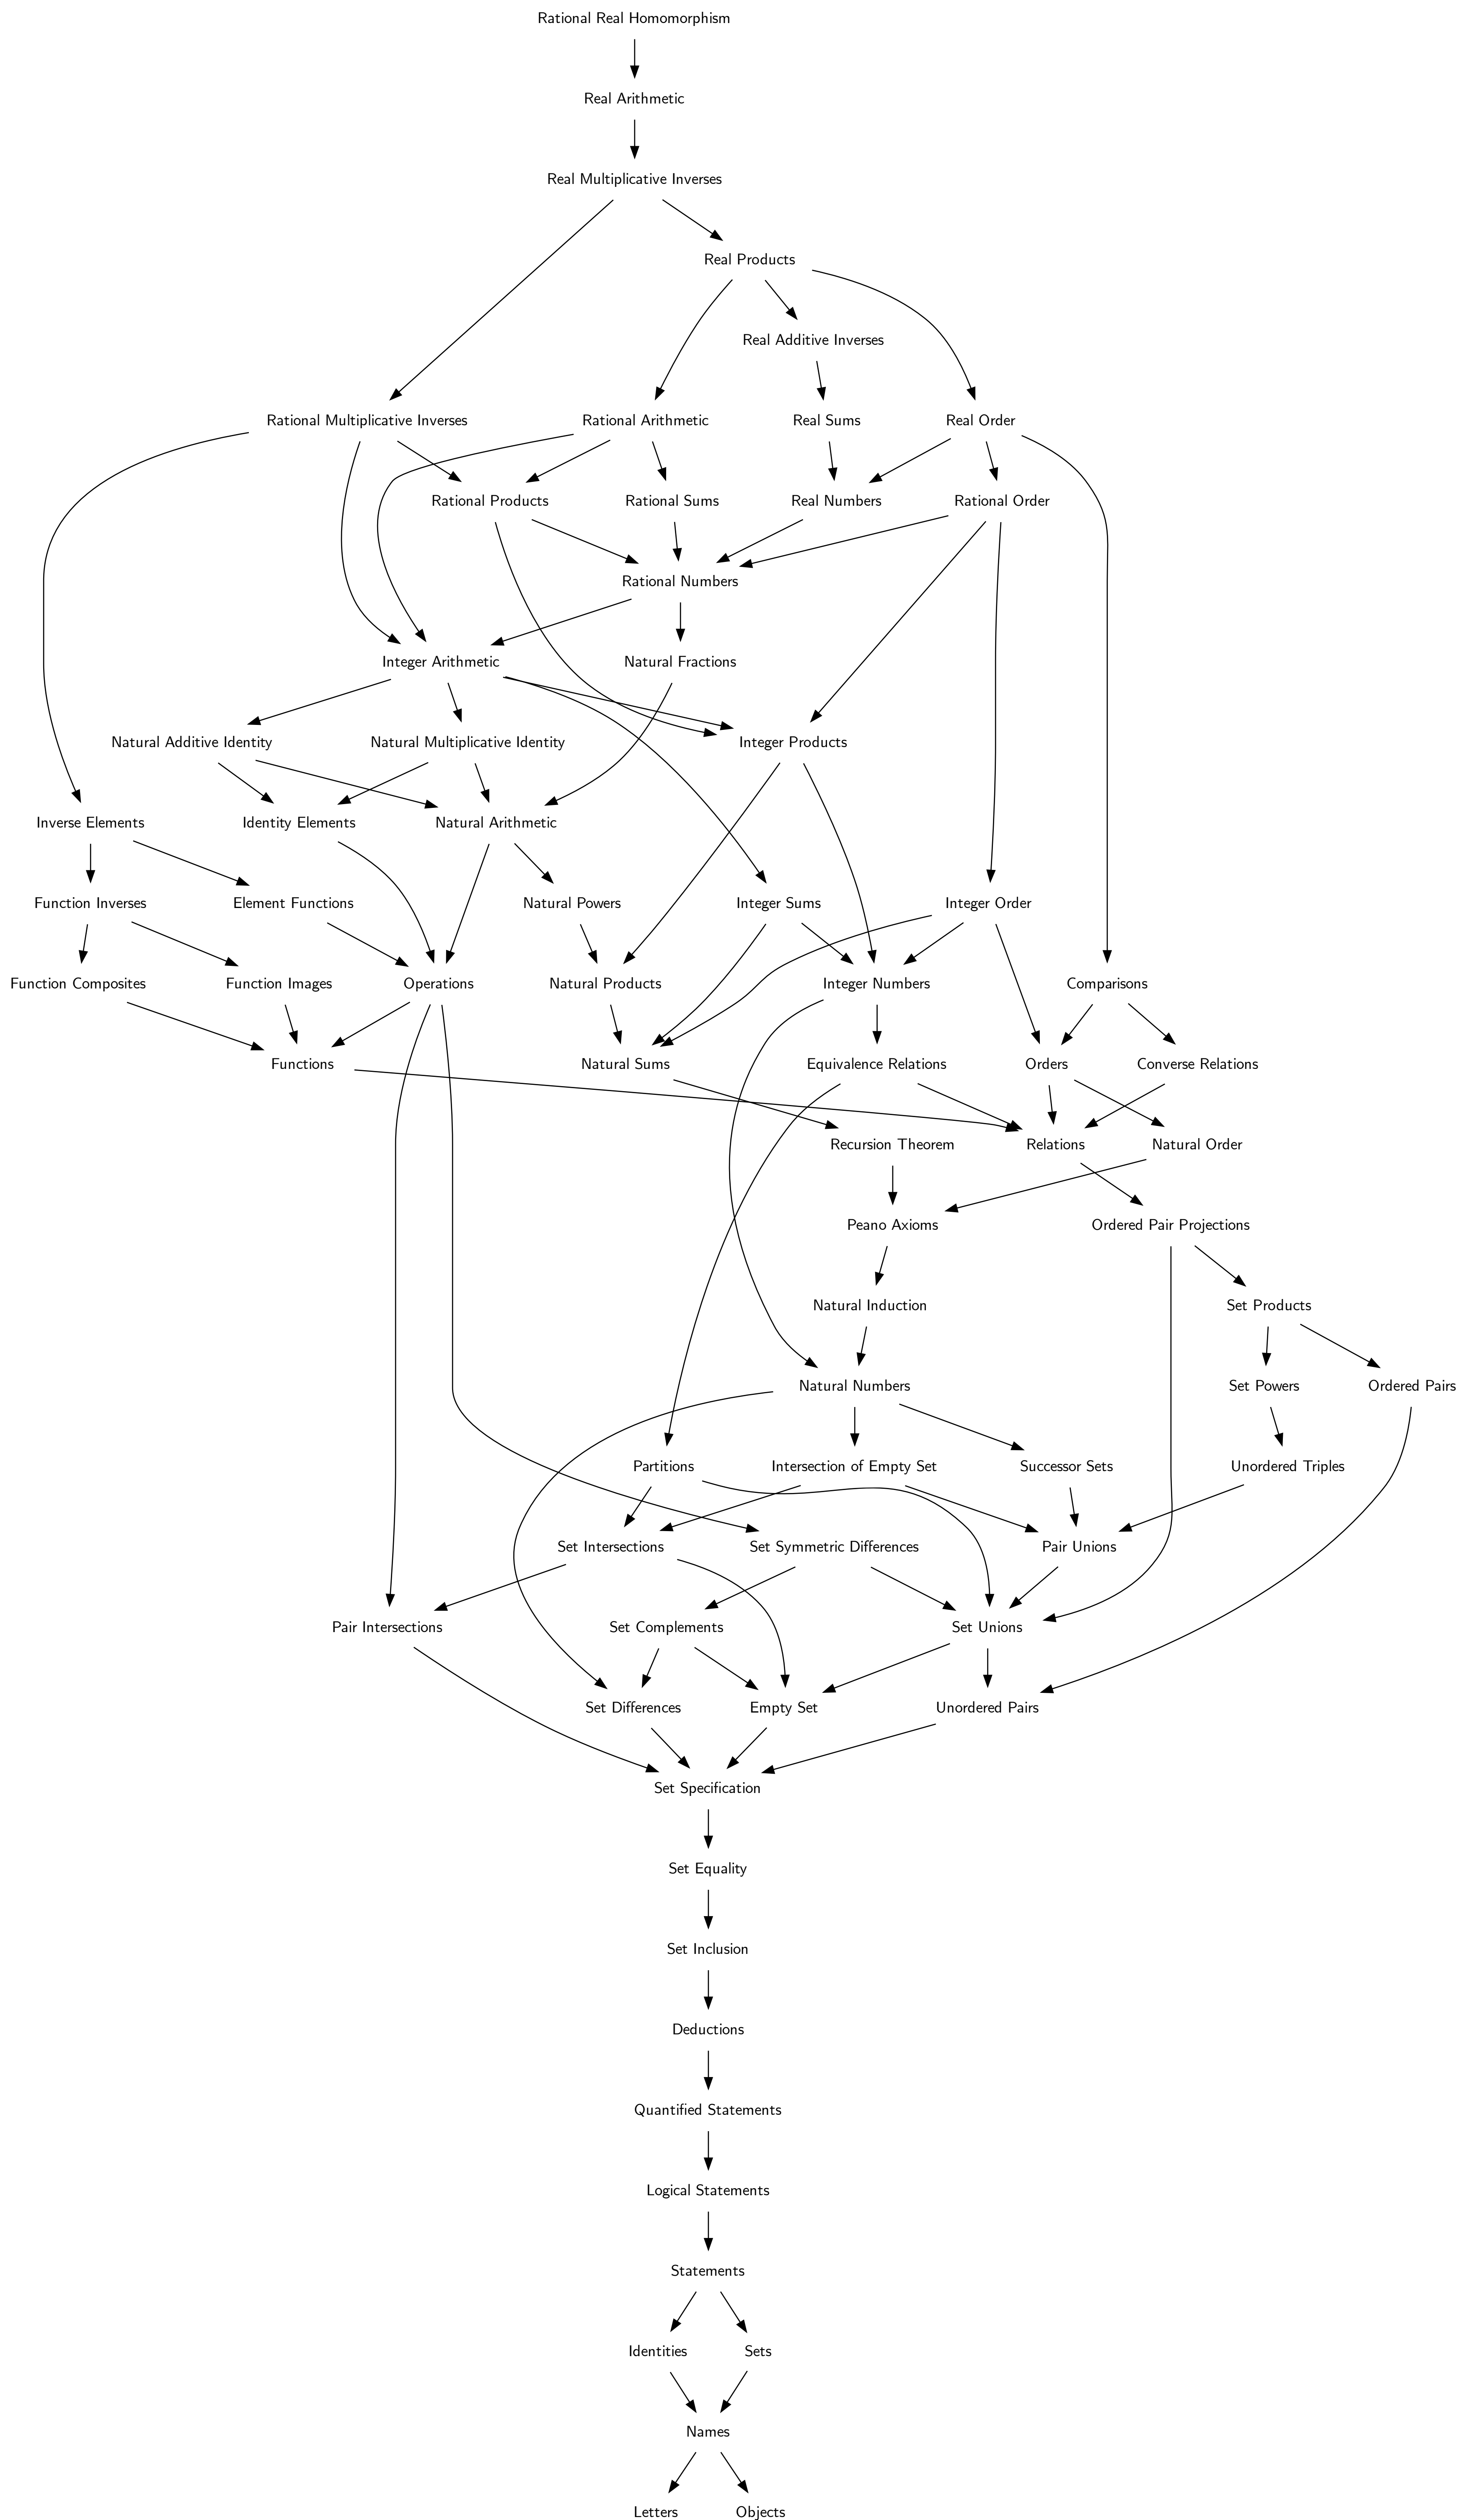 Rational Real Homomorphism
Real Arithmetic
Real Multiplicative Inverses
Real Products
Real Additive Inverses
Rational Multiplicative Inverses
Rational Arithmetic
Real Sums
Real Order
Rational Products
Rational Sums
Real Numbers
Rational Order
Rational Numbers
Integer Arithmetic
Natural Fractions
Natural Additive Identity
Natural Multiplicative Identity
Integer Products
Inverse Elements
Identity Elements
Natural Arithmetic
Function Inverses
Element Functions
Natural Powers
Integer Sums
Integer Order
Function Composites
Function Images
Operations
Natural Products
Integer Numbers
Comparisons
Functions
Natural Sums
Equivalence Relations
Orders
Converse Relations
Recursion Theorem
Relations
Natural Order
Peano Axioms
Ordered Pair Projections
Natural Induction
Set Products
Natural Numbers
Set Powers
Ordered Pairs
Partitions
Intersection of Empty Set
Successor Sets
Unordered Triples
Set Intersections
Set Symmetric Differences
Pair Unions
Pair Intersections
Set Complements
Set Unions
Set Differences
Empty Set
Unordered Pairs
Set Specification
Set Equality
Set Inclusion
Deductions
Quantified Statements
Logical Statements
Statements
Identities
Sets
Names
Letters
Objects